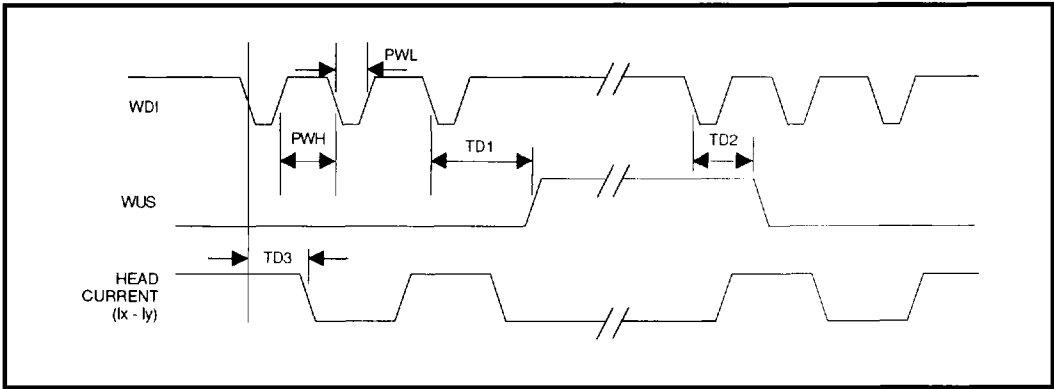 PWL
WDI
PWH
TD1
TD2
WUS
TD3
HEAD
CURRENT
(Ix - Iy)